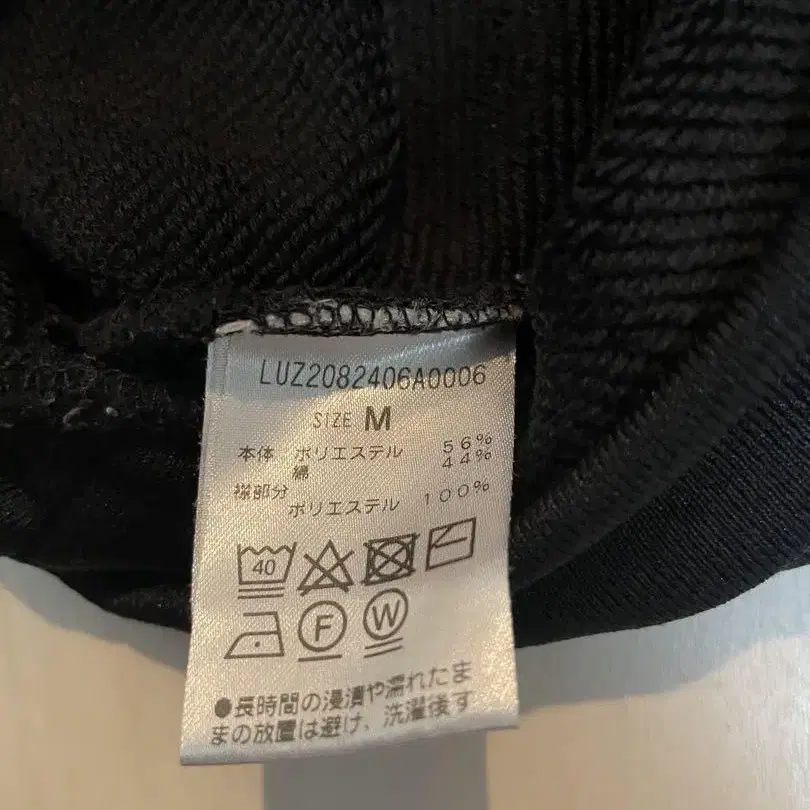 LUZ2082406A0006
SIZE M
本体 ポリエステル 56%
綿 44%
襟部分
ポリエステル 100%
40
F W
●長時間の浸漬や濡れたま
まの放置は避け、洗濯後す